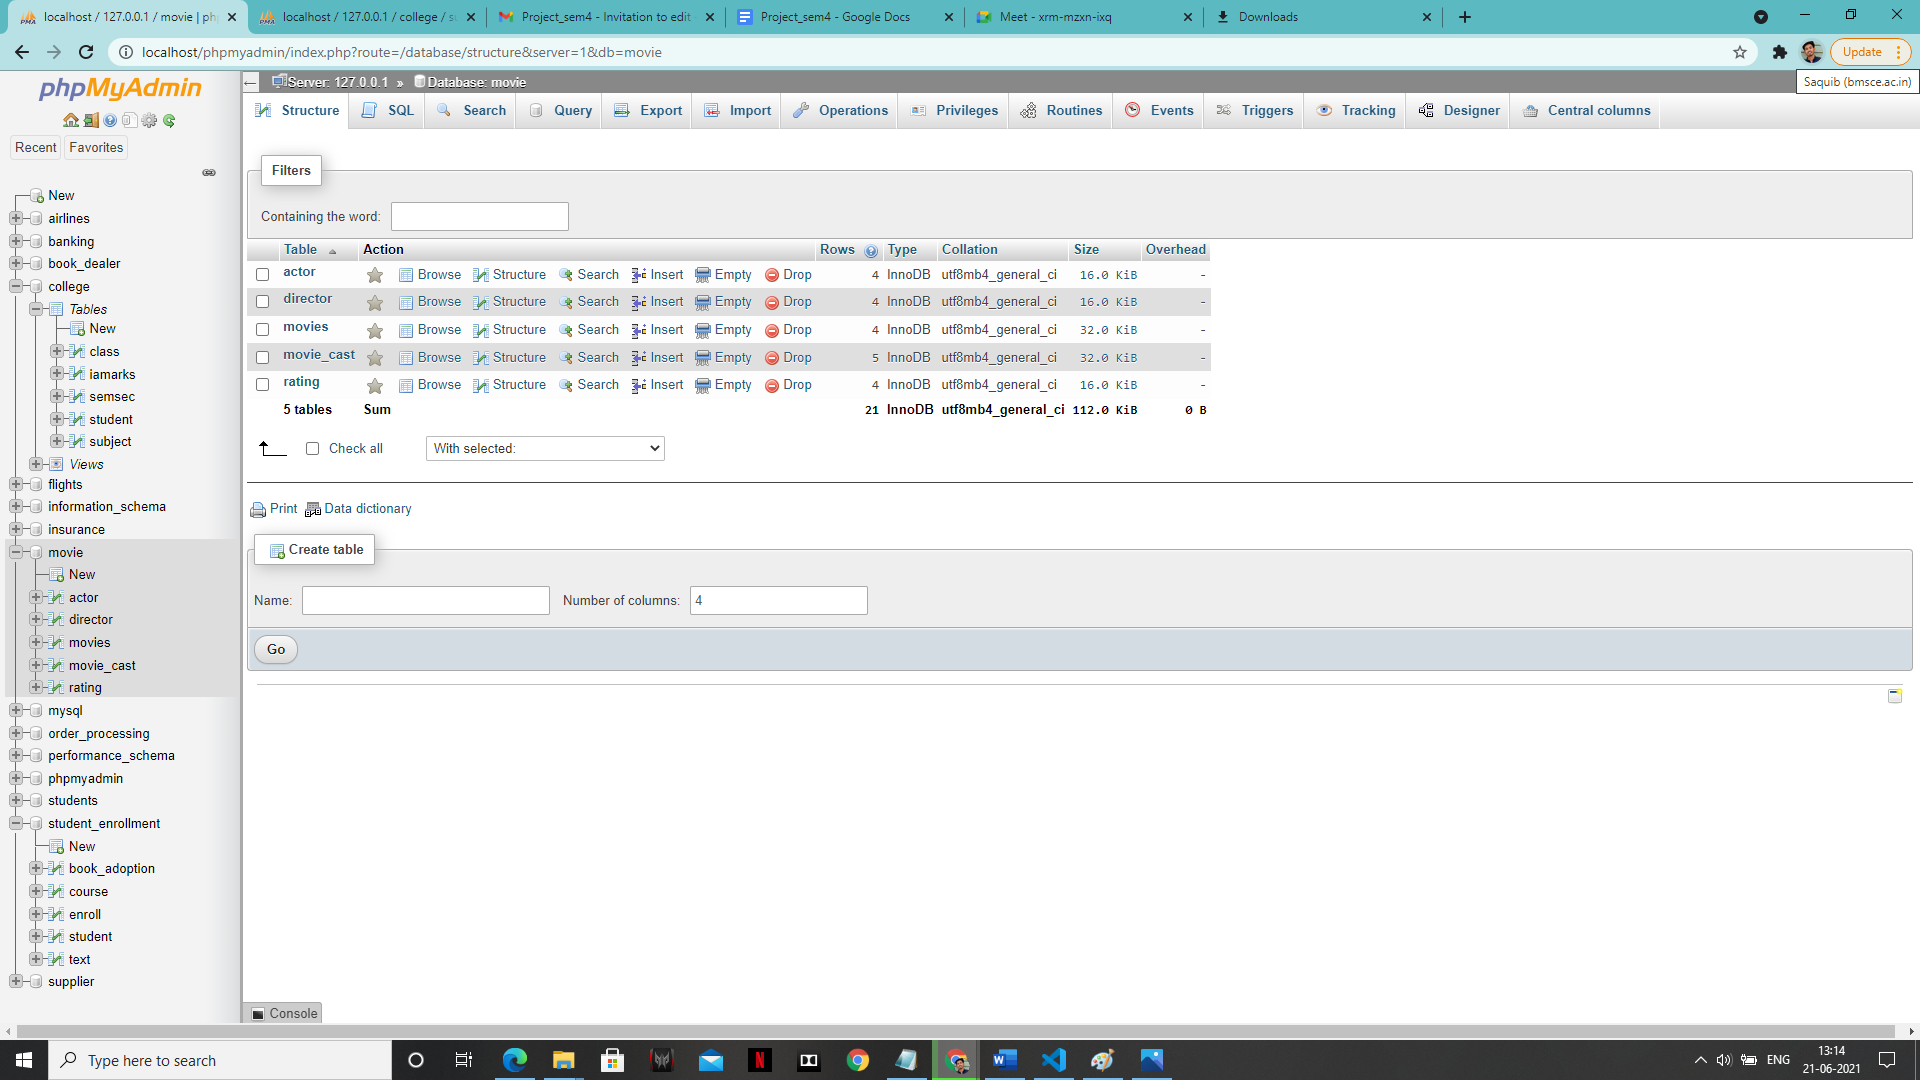 localhost / 127.0.0.1 / movie | ph
localhost / 127.0.0.1 / college / su
Project_sem4 - Invitation to edit
Project_sem4 - Google Docs
Meet - xrm-mzxn-ixq
Downloads
localhost/phpmyadmin/index.php?route=/database/structure&server=1&db=movie
Update
Saquib (bmsce.ac.in)
phpMyAdmin
Recent Favorites
New
airlines
banking
book_dealer
college
Tables
New
class
iamarks
semsec
student
subject
Views
flights
information_schema
insurance
movie
New
actor
director
movies
movie_cast
rating
mysql
order_processing
performance_schema
phpmyadmin
students
student_enrollment
New
book_adoption
course
enroll
student
text
supplier
Server: 127.0.0.1 » Database: movie
Structure SQL Search Query Export Import Operations Privileges Routines Events Triggers Tracking Designer Central columns
Filters
Containing the word:
Table Action Rows Type Collation Size Overhead
actor Browse Structure Search Insert Empty Drop 4 InnoDB utf8mb4_general_ci 16.0 KiB -
director Browse Structure Search Insert Empty Drop 4 InnoDB utf8mb4_general_ci 16.0 KiB -
movies Browse Structure Search Insert Empty Drop 4 InnoDB utf8mb4_general_ci 32.0 KiB -
movie_cast Browse Structure Search Insert Empty Drop 5 InnoDB utf8mb4_general_ci 32.0 KiB -
rating Browse Structure Search Insert Empty Drop 4 InnoDB utf8mb4_general_ci 16.0 KiB -
5 tables Sum 21 InnoDB utf8mb4_general_ci 112.0 KiB 0 B
Check all With selected:
Print Data dictionary
Create table
Name: Number of columns: 4
Go
Console
Type here to search
ENG
13:14
21-06-2021